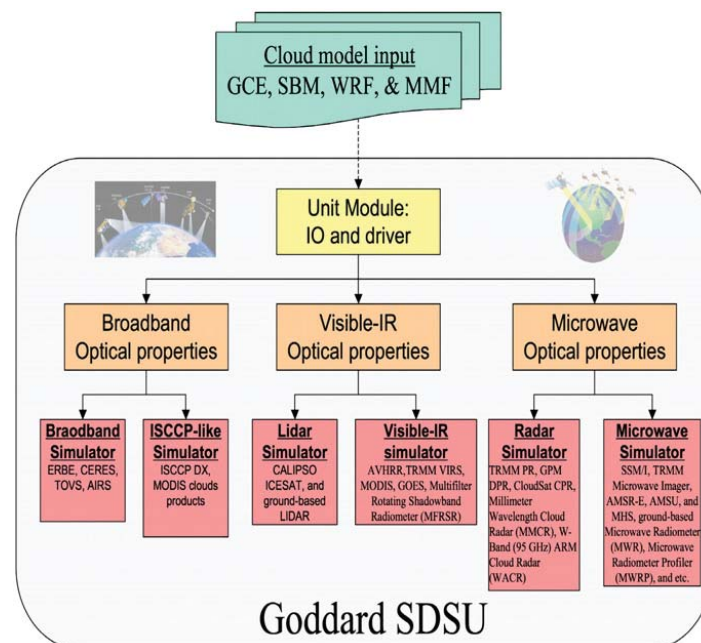 Cloud model input
GCE, SBM, WRF, & MMF
Unit Module:
IO and driver
Broadband
Optical properties
Visible-IR
Optical properties
Microwave
Optical properties
Braodband
Simulator
ERBE, CERES,
TOVS, AIRS
ISCCP-like
Simulator
ISCCP DX,
MODIS clouds
products
Lidar
Simulator
CALIPSO
ICESAT, and
ground-based
LIDAR
Visible-IR
simulator
AVHRR,TRMM VIRS,
MODIS, GOES, Multifilter
Rotating Shadowband
Radiometer (MFRSR)
Radar
Simulator
TRMM PR, GPM
DPR, CloudSat CPR,
Millimeter
Wavelength Cloud
Radar (MMCR), W-
Band (95 GHz) ARM
Cloud Radar
(WACR)
Microwave
Simulator
SSM/I, TRMM
Microwave Imager,
AMSR-E, AMSU, and
MHS, ground-based
Microwave Radiometer
(MWR), Microwave
Radiometer Profiler
(MWRP), and etc.
Goddard SDSU